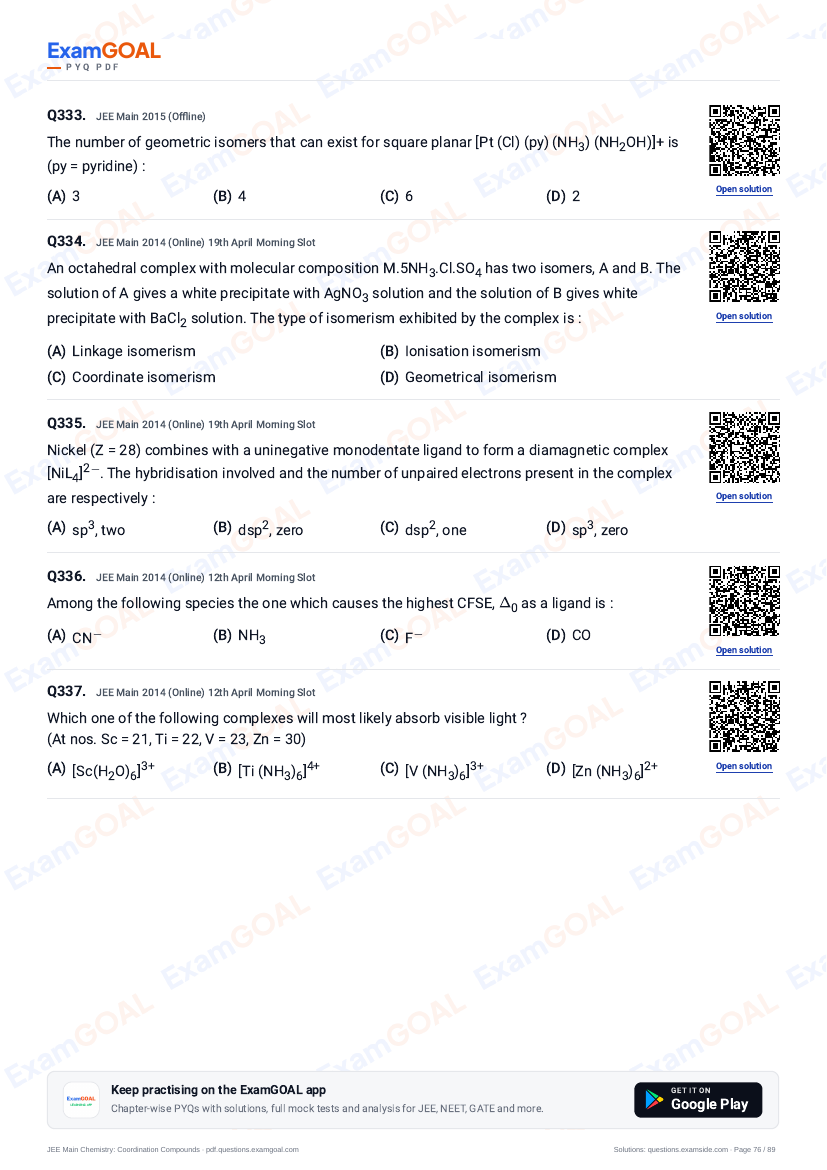 ExamGOAL
PYQ PDF
Q333. JEE Main 2015 (Offline)
The number of geometric isomers that can exist for square planar [Pt (Cl) (py) (NH₃) (NH₂OH)]+ is
(py = pyridine) :
(A) 3 (B) 4 (C) 6 (D) 2
Open solution
Q334. JEE Main 2014 (Online) 19th April Morning Slot
An octahedral complex with molecular composition M.5NH₃.Cl.SO₄ has two isomers, A and B. The
solution of A gives a white precipitate with AgNO₃ solution and the solution of B gives white
precipitate with BaCl₂ solution. The type of isomerism exhibited by the complex is :
Open solution
(A) Linkage isomerism (B) Ionisation isomerism
(C) Coordinate isomerism (D) Geometrical isomerism
Q335. JEE Main 2014 (Online) 19th April Morning Slot
Nickel (Z = 28) combines with a uninegative monodentate ligand to form a diamagnetic complex
[NiL₄]²⁻. The hybridisation involved and the number of unpaired electrons present in the complex
are respectively :
Open solution
(A) sp³, two (B) dsp², zero (C) dsp², one (D) sp³, zero
Q336. JEE Main 2014 (Online) 12th April Morning Slot
Among the following species the one which causes the highest CFSE, Δ₀ as a ligand is :
(A) CN⁻ (B) NH₃ (C) F⁻ (D) CO
Open solution
Q337. JEE Main 2014 (Online) 12th April Morning Slot
Which one of the following complexes will most likely absorb visible light ?
(At nos. Sc = 21, Ti = 22, V = 23, Zn = 30)
(A) [Sc(H₂O)₆]³⁺ (B) [Ti (NH₃)₆]⁴⁺ (C) [V (NH₃)₆]³⁺ (D) [Zn (NH₃)₆]²⁺
Open solution
ExamGOAL
Keep practising on the ExamGOAL app
Chapter-wise PYQs with solutions, full mock tests and analysis for JEE, NEET, GATE and more.
GET IT ON
Google Play
JEE Main Chemistry: Coordination Compounds · pdf.questions.examgoal.com
Solutions: questions.examside.com · Page 76 / 89